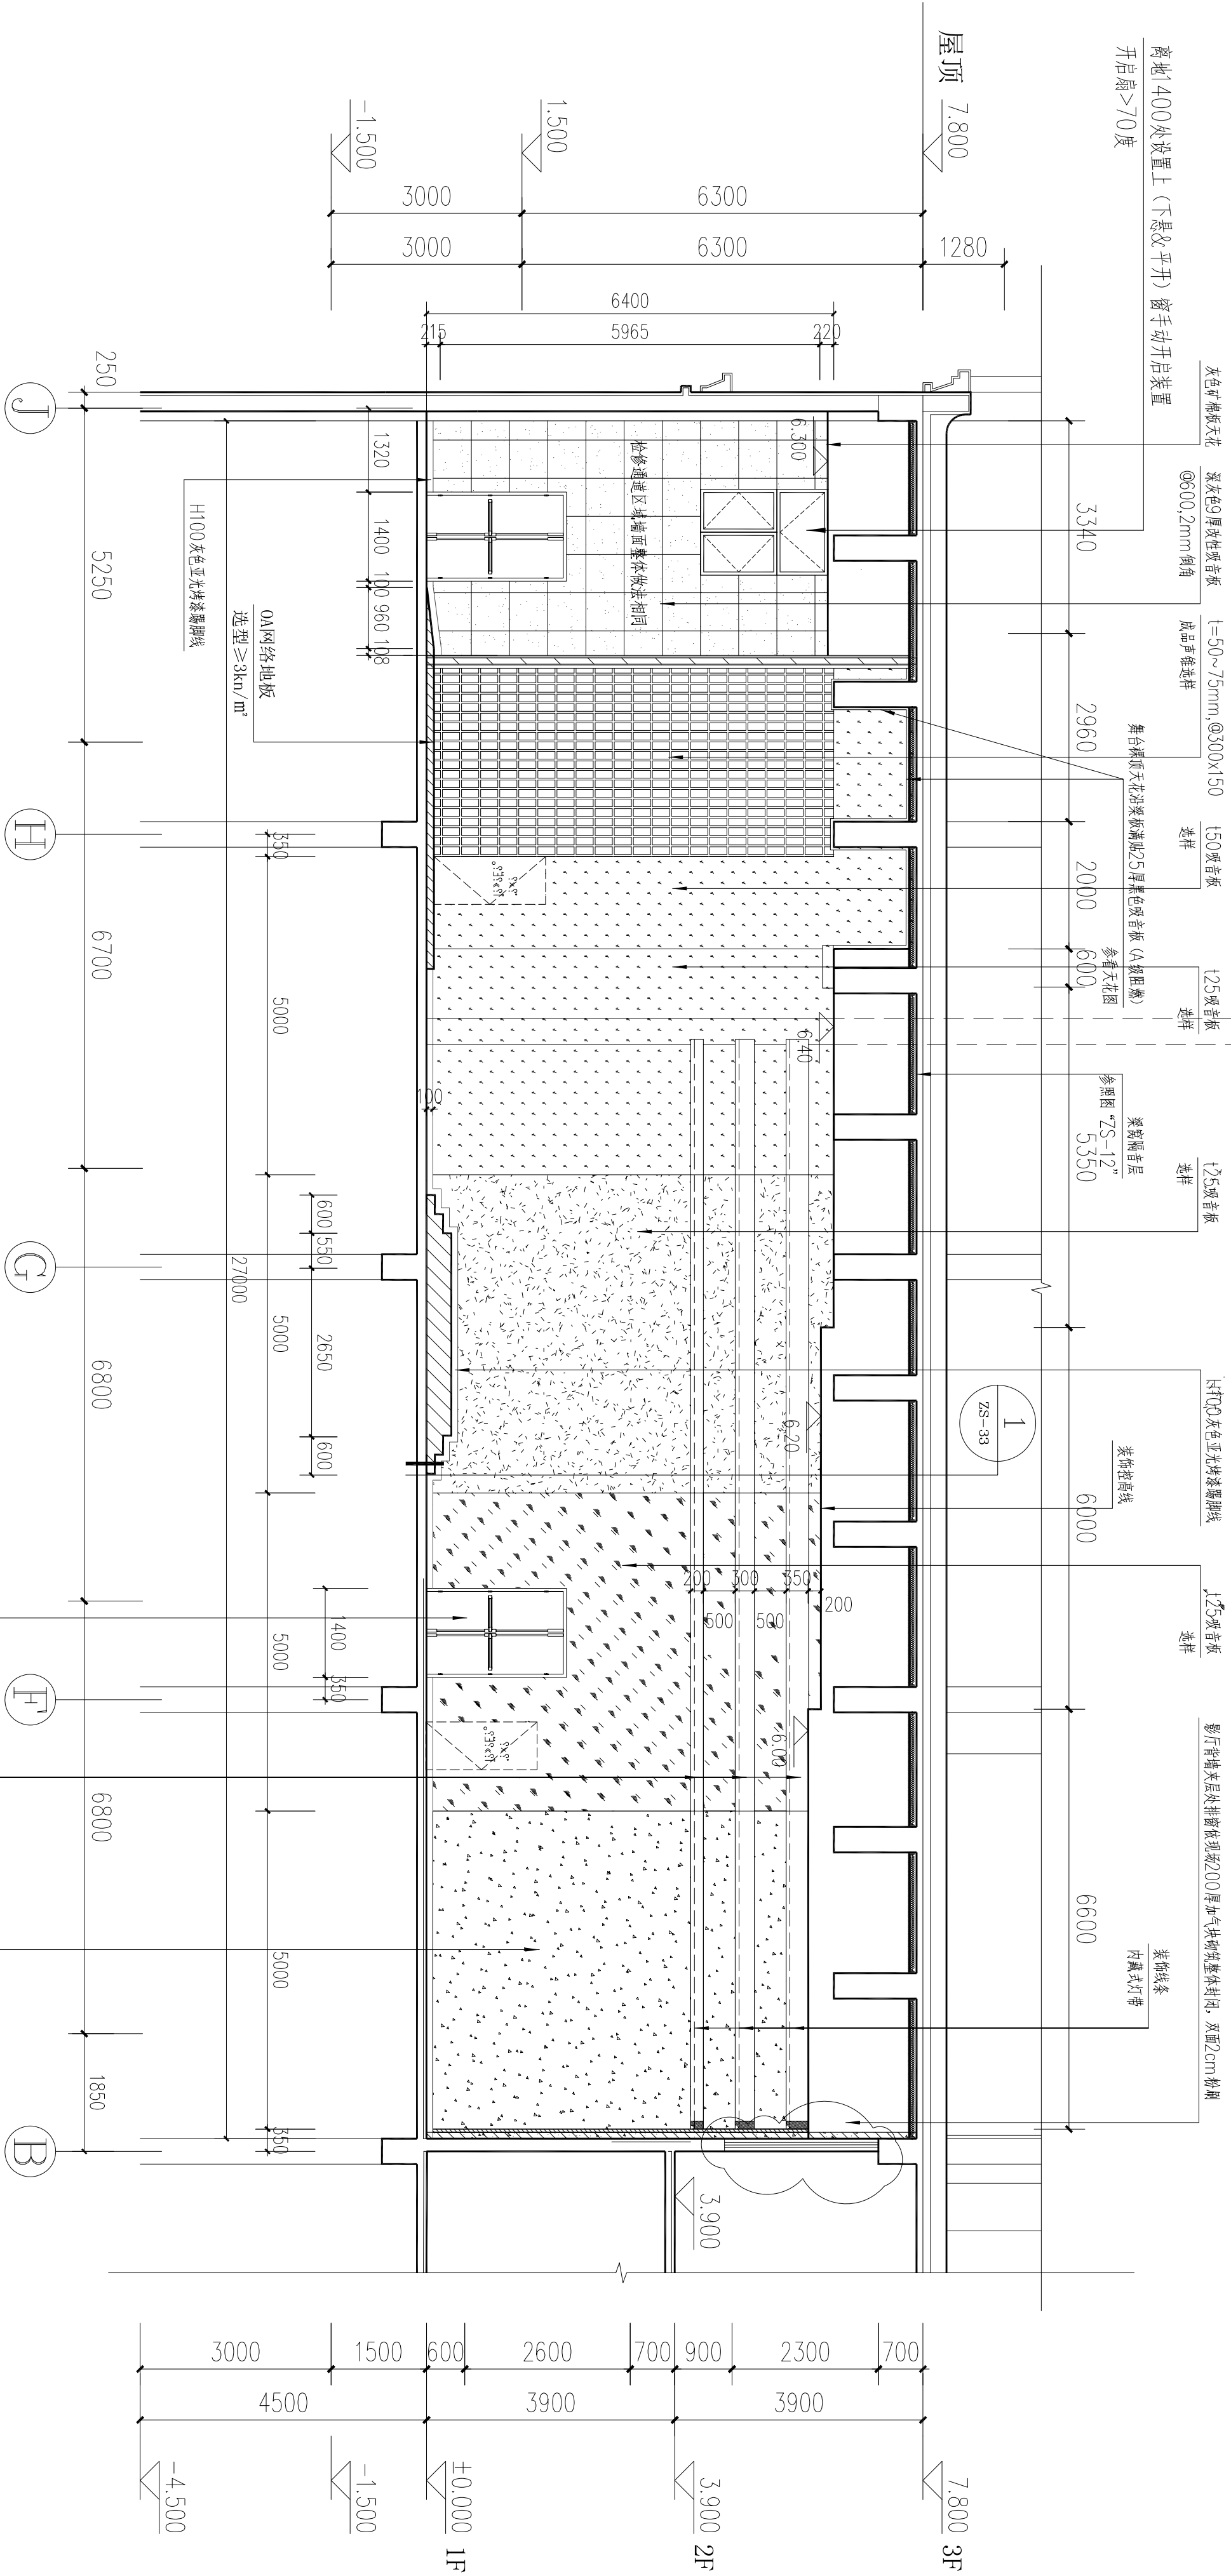 离地1400处设置上（下悬&平开）窗手动开启装置
开启扇>70度
灰色矿棉板天花
深灰色9厚改性吸音板
@600,2mm倒角
t=50~75mm,@300x150
成品声锥选样
舞台裸顶天花沿梁板满贴25厚黑色吸音板（A级阻燃）
参看天花图
t50吸音板
选样
t25吸音板
选样
梁窝隔音层
参照图“ZS-12”
t25吸音板
选样
H100灰色亚光烤漆踢脚线
装饰控高线
t25吸音板
选样
影厅背墙夹层处排窗依现场200厚加气块砌筑整体封闭，双面2cm粉刷
装饰线条
内藏式灯带
屋顶
7.800
1.500
-1.500
3000
6300
3000
6300
1280
6400
215
5965
220
3340
2960
2000
600
5350
6000
6600
1
ZS-33
6.300
6.40
6.20
6.00
检修通道区域墙面整体做法相同
200
300
350
600
500
200
100
1320
1400
100
960
108
H100灰色亚光烤漆踢脚线
OA网络地板
选型≥3kn/m²
600
550
2650
600
1400
350
350
5000
5000
5000
5000
350
27000
250
5250
6700
6800
6800
1850
J
H
G
F
B
3.900
3000
1500
600
2600
700
900
2300
700
4500
3900
3900
-4.500
-1.500
±0.000
3.900
7.800
1F
2F
3F